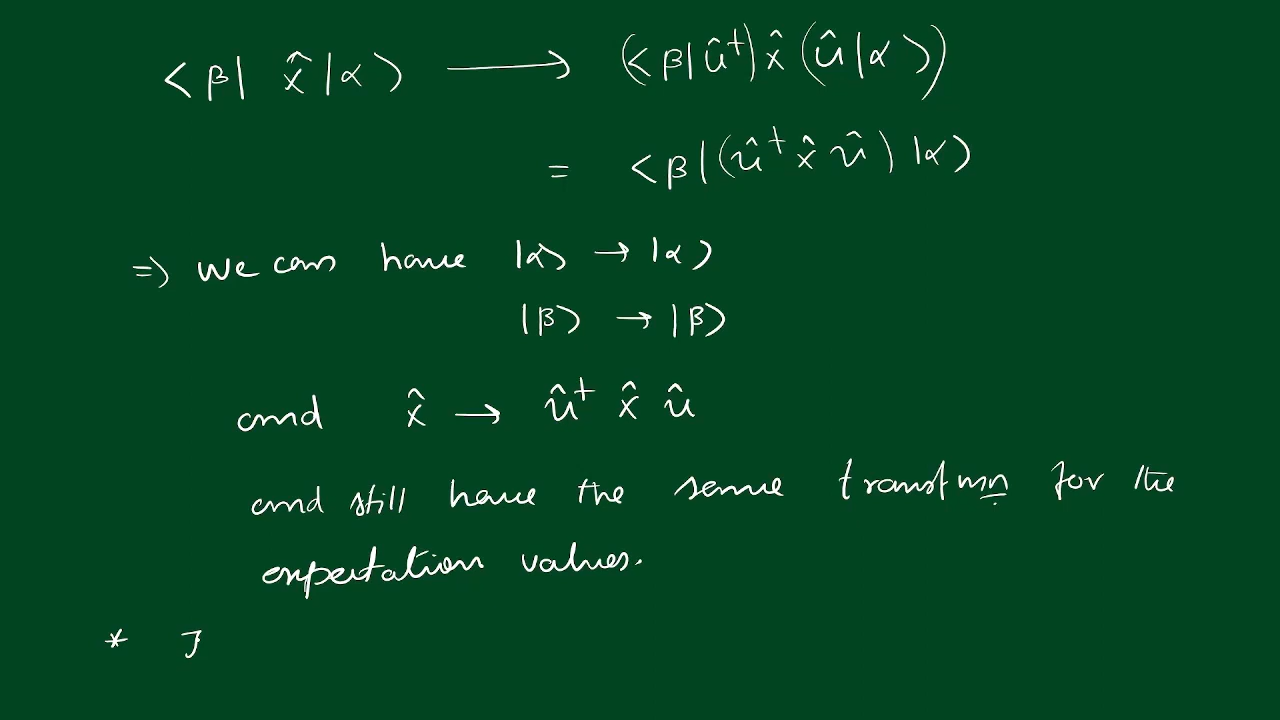 <β| x̂ |α> ⟶ (<β|û†) x̂ (û|α>)
= <β|(û† x̂ û) |α>
=> we can have |α> → |α>
|β> → |β>
and x̂ → û† x̂ û
and still have the same transfmn for the
expectation values.
*